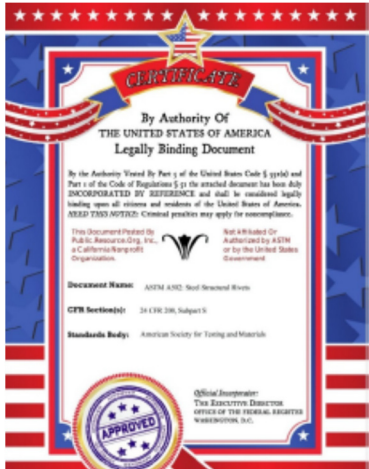 CERTIFICATE
By Authority Of
THE UNITED STATES OF AMERICA
Legally Binding Document
By the Authority Vested By Part 5 of the United States Code § 552(a) and
Part 1 of the Code of Regulations § 51 the attached document has been duly
INCORPORATED BY REFERENCE and shall be considered legally
binding upon all citizens and residents of the United States of America.
HEED THIS NOTICE: Criminal penalties may apply for noncompliance.
This Document Posted By
Public.Resource.Org, Inc.,
a California Nonprofit
Organization.
Not Affiliated Or
Authorized by ASTM
or by the United States
Government
Document Name: ASTM A502: Steel Structural Rivets
CFR Section(s): 24 CFR 200, Subpart S
Standards Body: American Society for Testing and Materials
Official Incorporator:
THE EXECUTIVE DIRECTOR
OFFICE OF THE FEDERAL REGISTER
WASHINGTON, D.C.
APPROVED